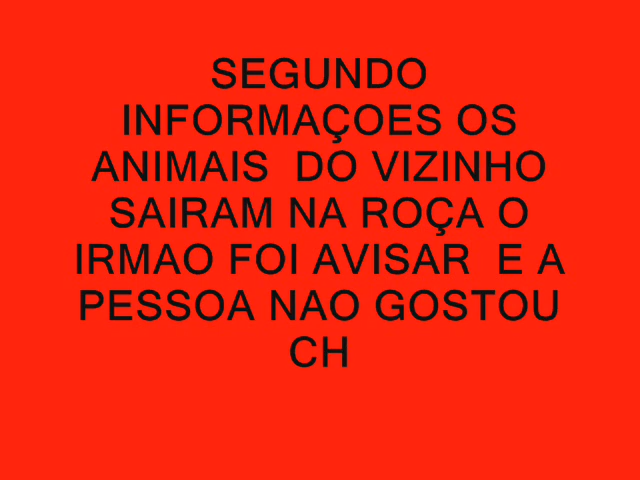 SEGUNDO
INFORMAÇOES OS
ANIMAIS  DO VIZINHO
SAIRAM NA ROÇA O
IRMAO FOI AVISAR  E A
PESSOA NAO GOSTOU
CH